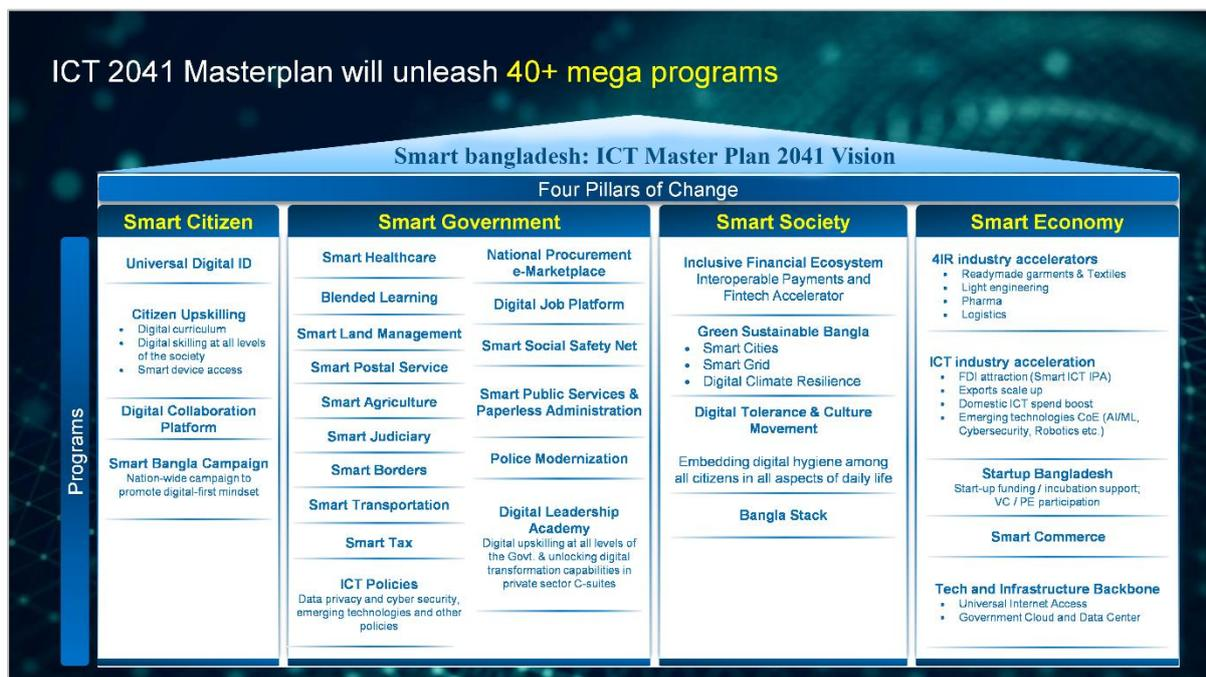 ICT 2041 Masterplan will unleash 40+ mega programs
Smart bangladesh: ICT Master Plan 2041 Vision
Four Pillars of Change
Programs
Smart Citizen
Universal Digital ID
Citizen Upskilling
• Digital curriculum
• Digital skilling at all levels
of the society
• Smart device access
Digital Collaboration
Platform
Smart Bangla Campaign
Nation-wide campaign to
promote digital-first mindset
Smart Government
Smart Healthcare
Blended Learning
Smart Land Management
Smart Postal Service
Smart Agriculture
Smart Judiciary
Smart Borders
Smart Transportation
Smart Tax
ICT Policies
Data privacy and cyber security,
emerging technologies and other
policies
National Procurement
e-Marketplace
Digital Job Platform
Smart Social Safety Net
Smart Public Services &
Paperless Administration
Police Modernization
Digital Leadership
Academy
Digital upskilling at all levels of
the Govt. & unlocking digital
transformation capabilities in
private sector C-suites
Smart Society
Inclusive Financial Ecosystem
Interoperable Payments and
Fintech Accelerator
Green Sustainable Bangla
• Smart Cities
• Smart Grid
• Digital Climate Resilience
Digital Tolerance & Culture
Movement
Embedding digital hygiene among
all citizens in all aspects of daily life
Bangla Stack
Smart Economy
4IR industry accelerators
• Readymade garments & Textiles
• Light engineering
• Pharma
• Logistics
ICT industry acceleration
• FDI attraction (Smart ICT IPA)
• Exports scale up
• Domestic ICT spend boost
• Emerging technologies CoE (AI/ML,
Cybersecurity, Robotics etc.)
Startup Bangladesh
Start-up funding / incubation support;
VC / PE participation
Smart Commerce
Tech and Infrastructure Backbone
• Universal Internet Access
• Government Cloud and Data Center